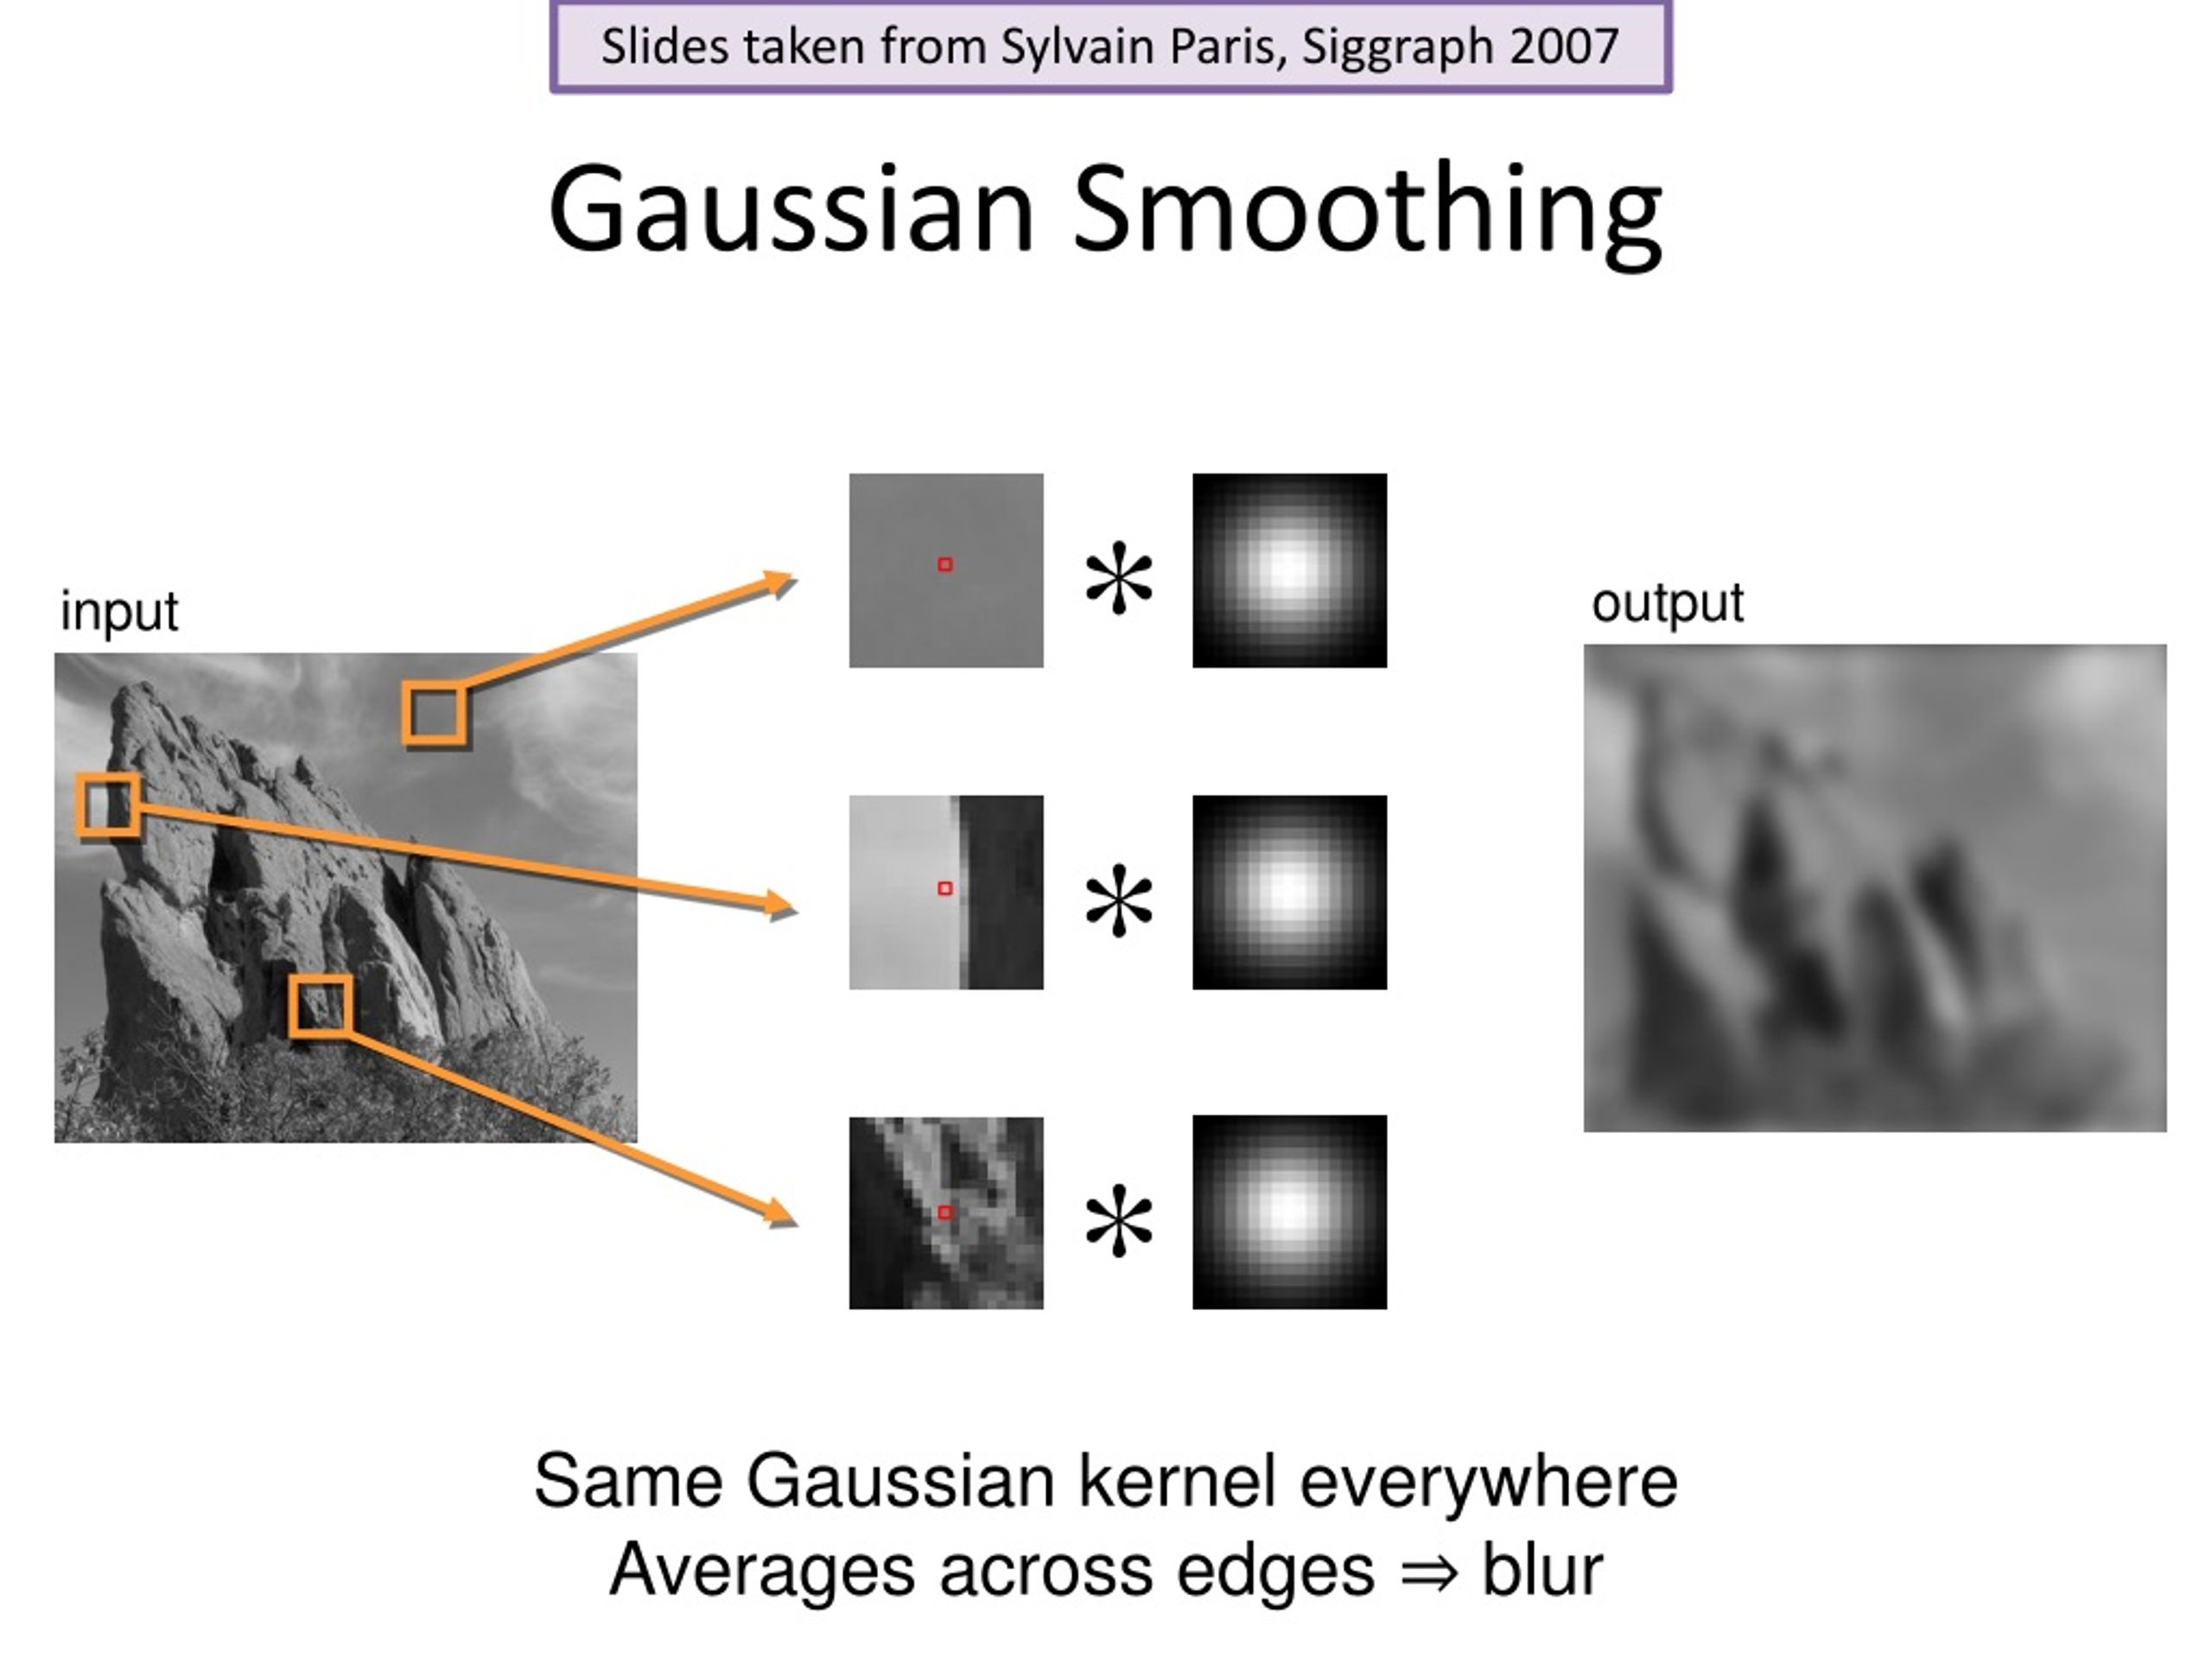 Slides taken from Sylvain Paris, Siggraph 2007
Gaussian Smoothing
input
*
output
*
*
Same Gaussian kernel everywhere
Averages across edges ⇒ blur